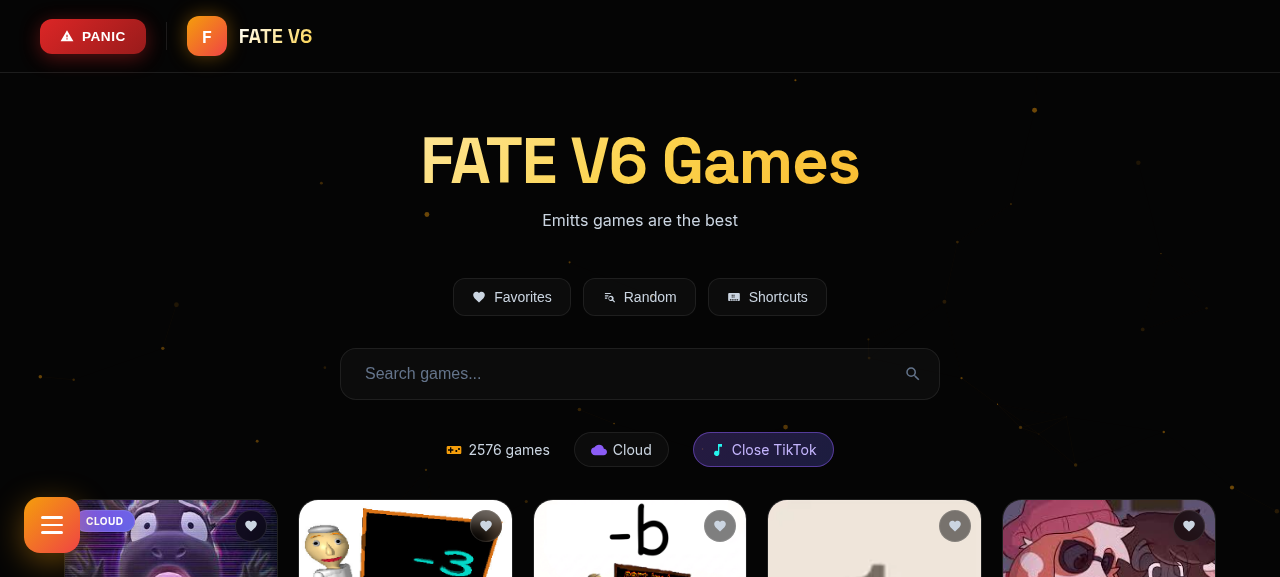 PANIC
F
FATE V6
FATE V6 Games
Emitts games are the best
Favorites
Random
Shortcuts
Search games...
2576 games
Cloud
Close TikTok
CLOUD
-3
-b